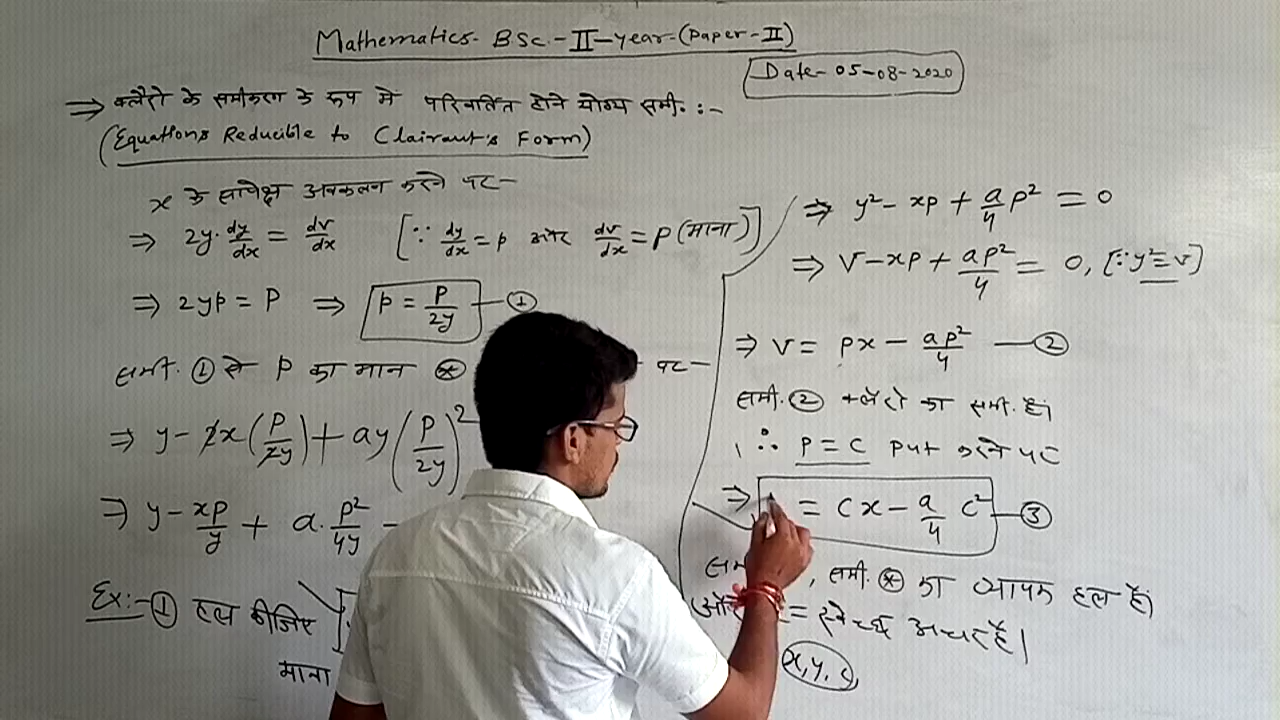 Mathematics- BSc.- II-year-(Paper-II)
Date- 05-08-2020
⇒ क्लैरो के समीकरण के रूप में परिवर्तित होने योग्य समी. :-
(Equations Reducible to Clairaut's Form)
x के सापेक्ष अवकलन करने पर-
⇒ 2y. dy/dx = dv/dx [∵ dy/dx = p और dv/dx = P (माना)]
⇒ 2yp = P ⇒ p = P/2y — ①
समी. ① से p का मान ⊛ पर-
⇒ y - 2x (P/2y) + ay (P/2y)²
⇒ y - xP/y + a. P²/4y -
Ex:- ① हल कीजिए
माना
⇒ y² - xP + a/4 P² = 0
⇒ V - xP + aP²/4 = 0, [∵ y² = v]
⇒ V = Px - aP²/4 — ②
समी. ② क्लैरो का समी. है।
∴ P = C put करने पर
⇒ = Cx - a/4 C² — ③
समी. ⊛ का व्यापक हल है।
और = स्वेच्छ अचर है।
x, y, c,